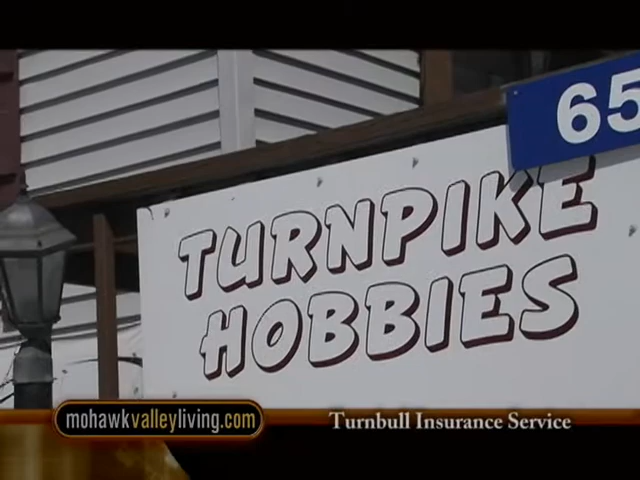 65
TURNPIKE
HOBBIES
mohawkvalleyliving.com
Turnbull Insurance Service